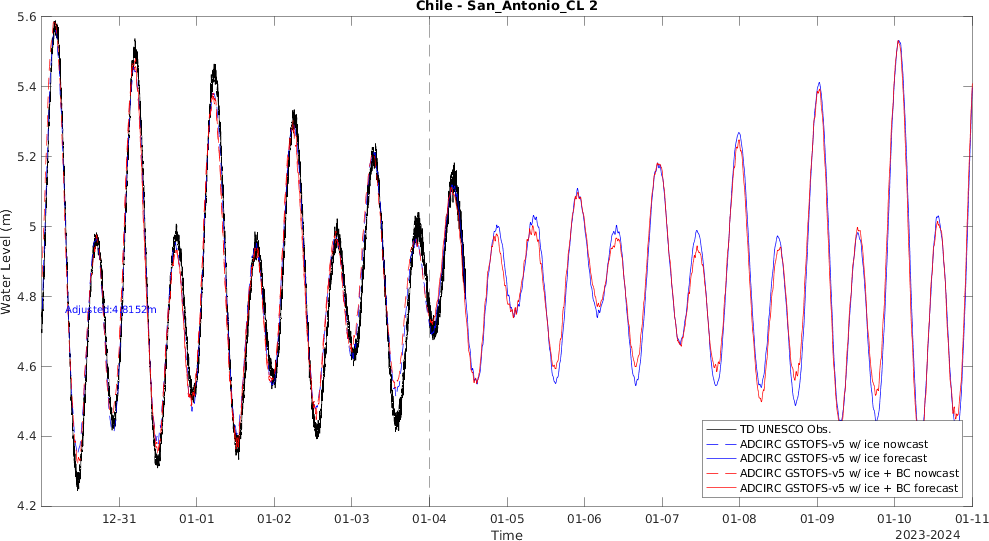 Chile - San_Antonio_CL 2
Water Level (m)
5.6
5.4
5.2
5
4.8
4.6
4.4
4.2
Adjusted:4.8152m
TD UNESCO Obs.
ADCIRC GSTOFS-v5 w/ ice nowcast
ADCIRC GSTOFS-v5 w/ ice forecast
ADCIRC GSTOFS-v5 w/ ice + BC nowcast
ADCIRC GSTOFS-v5 w/ ice + BC forecast
12-31 01-01 01-02 01-03 01-04 01-05 01-06 01-07 01-08 01-09 01-10 01-11
Time
2023-2024